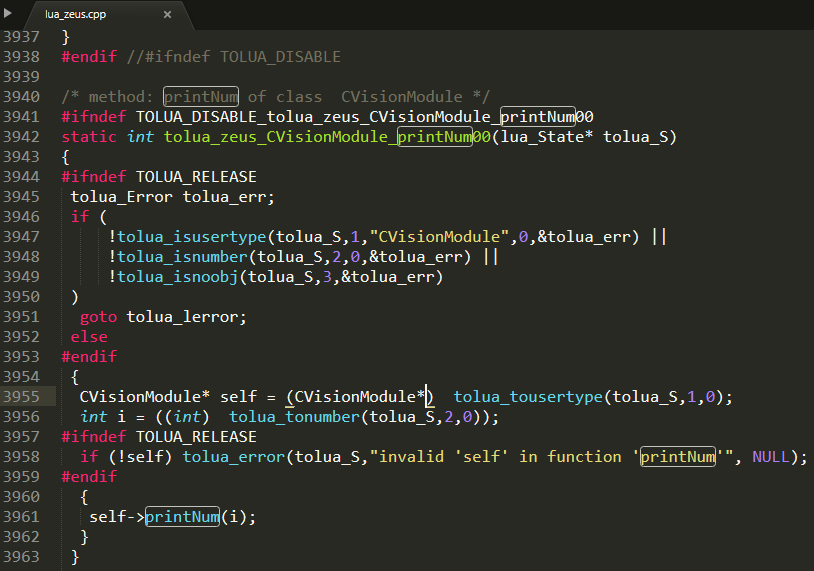 lua_zeus.cpp ×
3937 }
3938 #endif //#ifndef TOLUA_DISABLE
3939
3940 /* method: printNum of class  CVisionModule */
3941 #ifndef TOLUA_DISABLE_tolua_zeus_CVisionModule_printNum00
3942 static int tolua_zeus_CVisionModule_printNum00(lua_State* tolua_S)
3943 {
3944 #ifndef TOLUA_RELEASE
3945  tolua_Error tolua_err;
3946  if (
3947      !tolua_isusertype(tolua_S,1,"CVisionModule",0,&tolua_err) ||
3948      !tolua_isnumber(tolua_S,2,0,&tolua_err) ||
3949      !tolua_isnoobj(tolua_S,3,&tolua_err)
3950  )
3951   goto tolua_lerror;
3952  else
3953 #endif
3954  {
3955   CVisionModule* self = (CVisionModule*)  tolua_tousertype(tolua_S,1,0);
3956   int i = ((int)  tolua_tonumber(tolua_S,2,0));
3957 #ifndef TOLUA_RELEASE
3958   if (!self) tolua_error(tolua_S,"invalid 'self' in function 'printNum'", NULL);
3959 #endif
3960   {
3961    self->printNum(i);
3962   }
3963  }